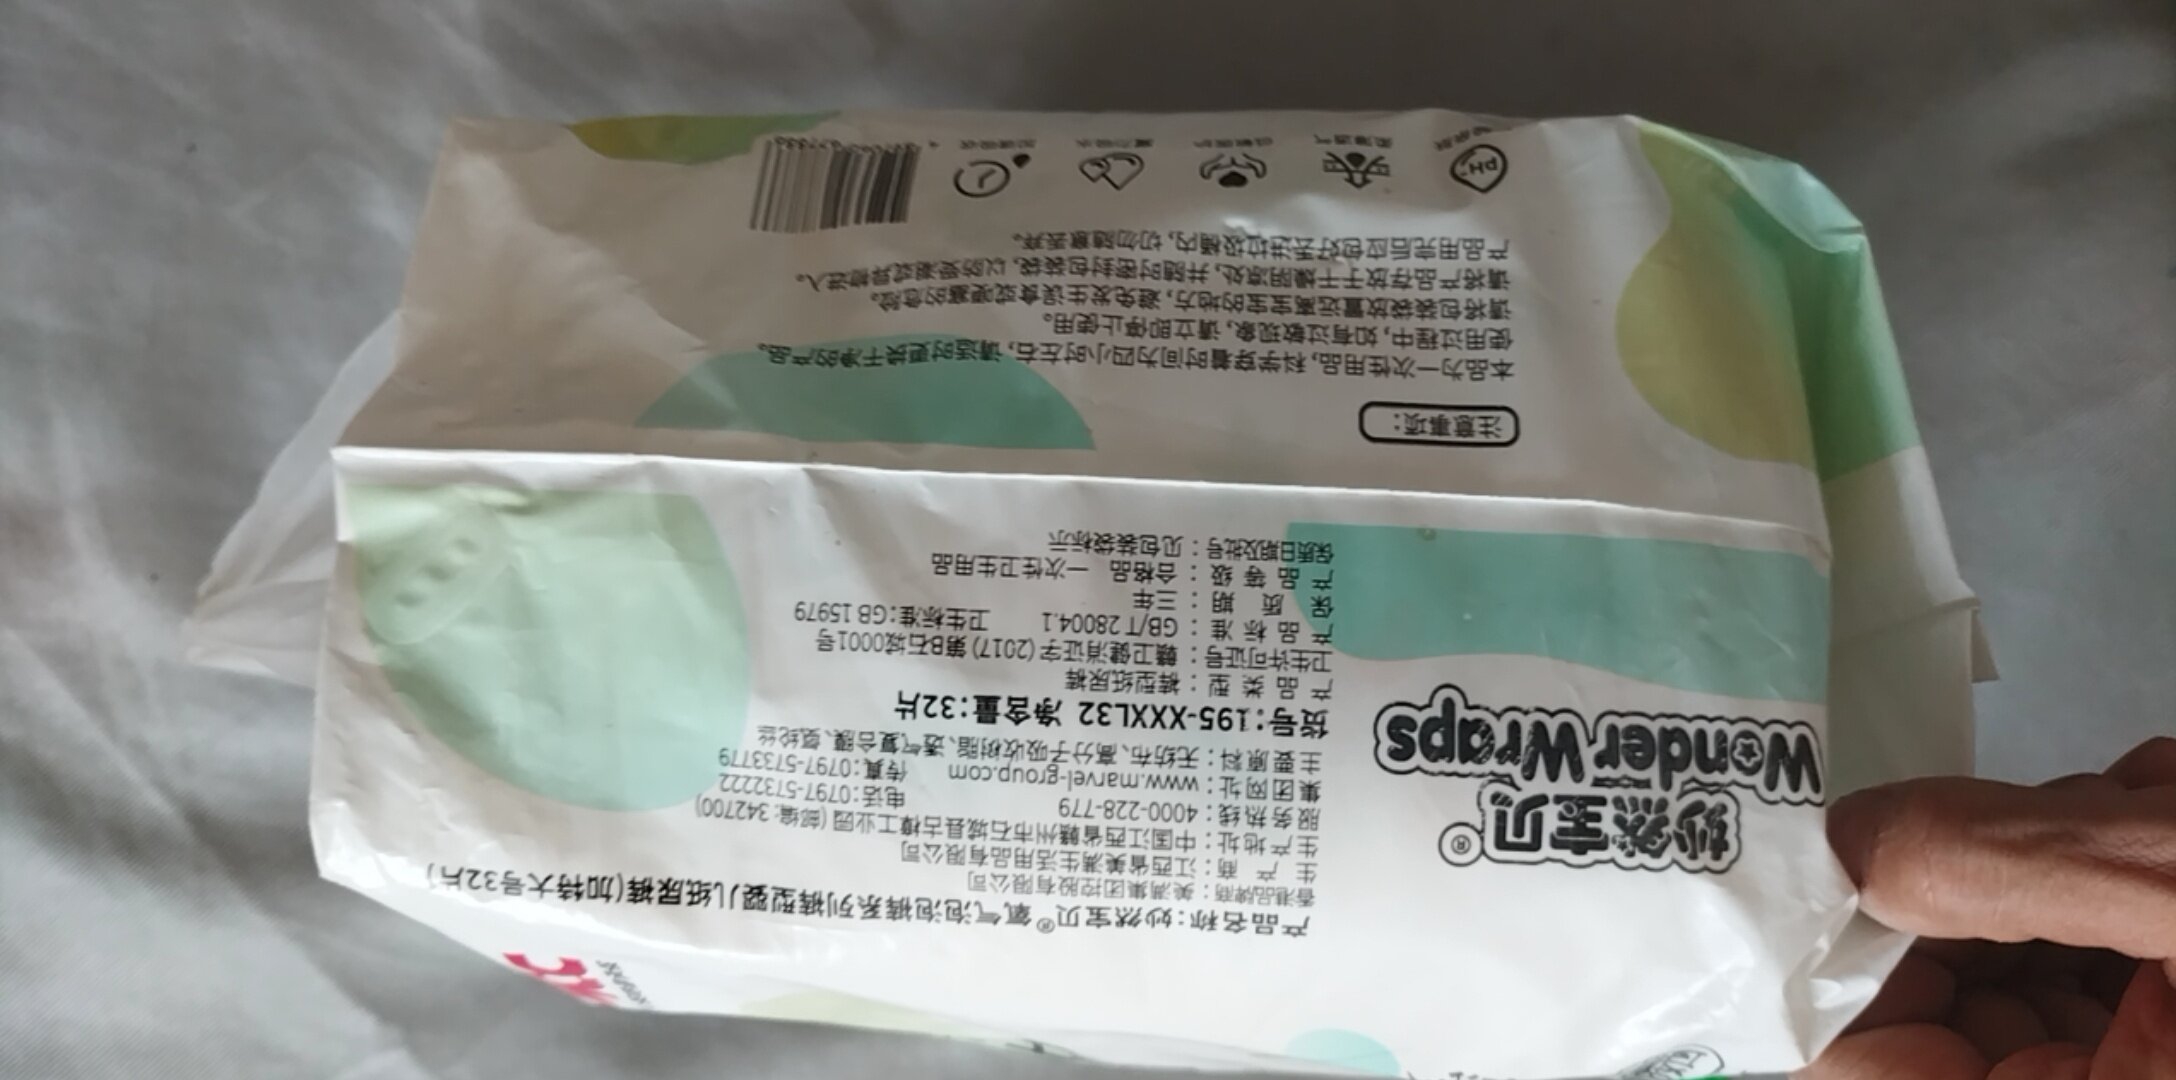 妙然宝贝®
Wonder Wraps
产品名称：妙然宝贝®氧气泡泡裤系列裤型婴儿纸尿裤(加特大号32片)
香港品牌商：美满集团控股有限公司
生产商：江西省美满生活用品有限公司
生产地址：中国江西省赣州市石城县古樟工业园 (邮编: 342700)
服务热线：4000-228-779 电话：0797-5732222
集团网址：www.marvel-group.com 传真：0797-5733779
主要原料：无纺布、高分子吸收树脂、透气复合膜、氨纶丝
货号：195-XXXL32 净含量：32片
产品类型：裤型纸尿裤
卫生许可证号：赣卫健消证字 (2017) 第B石城0001号
产品标准：GB/T 28004.1 卫生标准：GB 15979
保质期：三年
产品等级：合格品 一次性卫生用品
保质日期及批号：见包装袋标示
注意事项：
本品为一次性用品，科学穿着时间为四小时左右，请适时更换干净的产品。
使用过程中，如有过敏现象，请立即停止使用。
请将包装袋放置远离宝宝的地方，避免发生误食或灌裹的危险。
请将产品存放于干燥阴凉处，并随时密封包装袋，以防受潮或异物进入。
产品用完后应包好丢进垃圾桶内，切勿随意丢弃。
PH